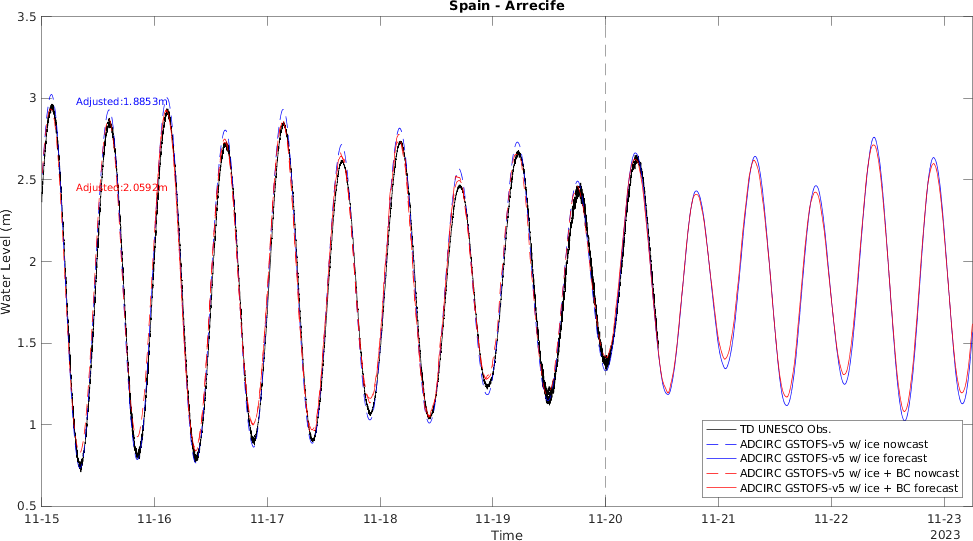 Spain - Arrecife
3.5
3
2.5
2
1.5
1
0.5
Water Level (m)
Adjusted:1.8853m
Adjusted:2.0592m
TD UNESCO Obs.
ADCIRC GSTOFS-v5 w/ ice nowcast
ADCIRC GSTOFS-v5 w/ ice forecast
ADCIRC GSTOFS-v5 w/ ice + BC nowcast
ADCIRC GSTOFS-v5 w/ ice + BC forecast
11-15 11-16 11-17 11-18 11-19 11-20 11-21 11-22 11-23
Time
2023